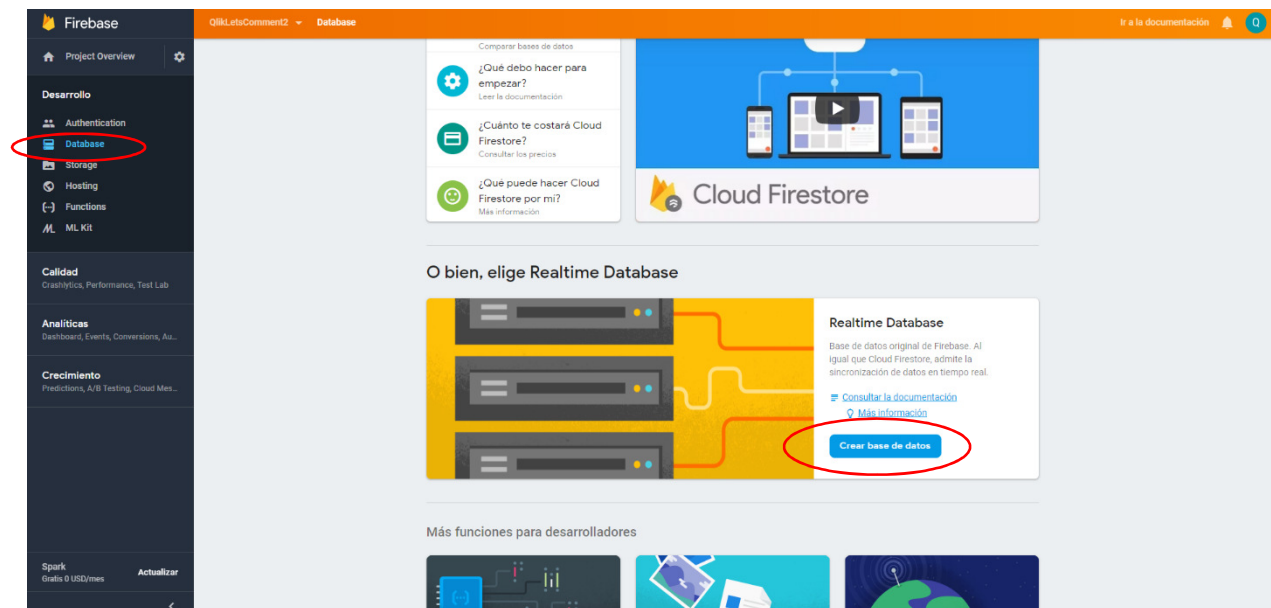 Firebase
QlikLetsComment2
Database
Ir a la documentación
Q
Project Overview
Desarrollo
Authentication
Database
Storage
Hosting
Functions
ML Kit
Calidad
Crashlytics, Performance, Test Lab
Analíticas
Dashboard, Events, Conversions, Au...
Crecimiento
Predictions, A/B Testing, Cloud Mes...
Spark
Gratis 0 USD/mes
Actualizar
Comparar bases de datos
¿Qué debo hacer para
empezar?
Leer la documentación
¿Cuánto te costará Cloud
Firestore?
Consultar los precios
¿Qué puede hacer Cloud
Firestore por mí?
Más información
Cloud Firestore
O bien, elige Realtime Database
Realtime Database
Base de datos original de Firebase. Al
igual que Cloud Firestore, admite la
sincronización de datos en tiempo real.
Consultar la documentación
Más información
Crear base de datos
Más funciones para desarrolladores